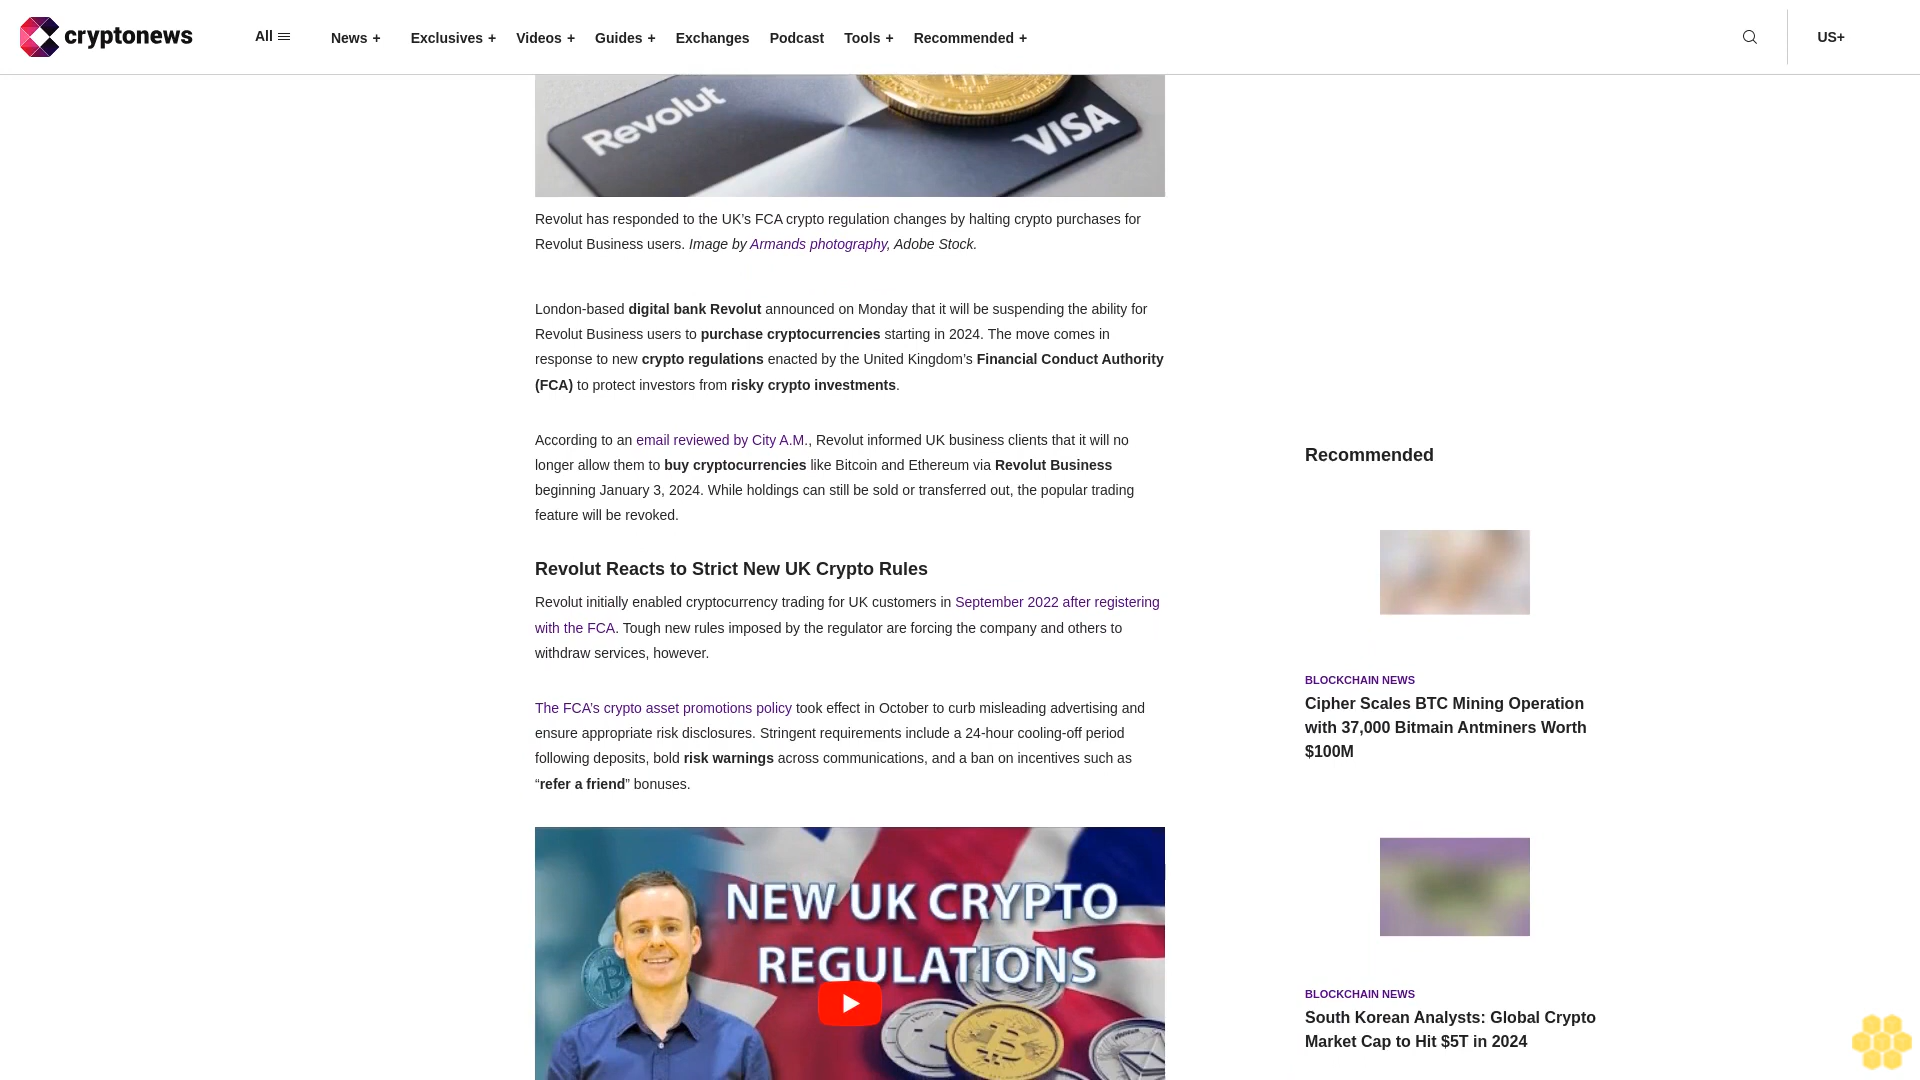 cryptonews
All
News +
Exclusives +
Videos +
Guides +
Exchanges
Podcast
Tools +
Recommended +
US+
Revolut
VISA
Revolut has responded to the UK’s FCA crypto regulation changes by halting crypto purchases for
Revolut Business users. Image by Armands photography, Adobe Stock.
London-based digital bank Revolut announced on Monday that it will be suspending the ability for
Revolut Business users to purchase cryptocurrencies starting in 2024. The move comes in
response to new crypto regulations enacted by the United Kingdom’s Financial Conduct Authority
(FCA) to protect investors from risky crypto investments.
According to an email reviewed by City A.M., Revolut informed UK business clients that it will no
longer allow them to buy cryptocurrencies like Bitcoin and Ethereum via Revolut Business
beginning January 3, 2024. While holdings can still be sold or transferred out, the popular trading
feature will be revoked.
Revolut Reacts to Strict New UK Crypto Rules
Revolut initially enabled cryptocurrency trading for UK customers in September 2022 after registering
with the FCA. Tough new rules imposed by the regulator are forcing the company and others to
withdraw services, however.
The FCA’s crypto asset promotions policy took effect in October to curb misleading advertising and
ensure appropriate risk disclosures. Stringent requirements include a 24-hour cooling-off period
following deposits, bold risk warnings across communications, and a ban on incentives such as
“refer a friend” bonuses.
NEW UK CRYPTO
REGULATIONS
Recommended
BLOCKCHAIN NEWS
Cipher Scales BTC Mining Operation
with 37,000 Bitmain Antminers Worth
$100M
BLOCKCHAIN NEWS
South Korean Analysts: Global Crypto
Market Cap to Hit $5T in 2024